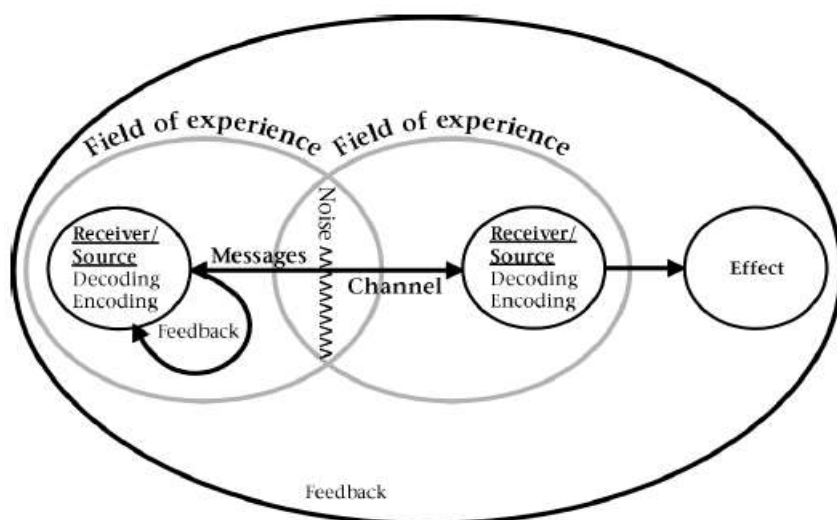 Field of experience
Field of experience
Noise
Receiver/
Source
Decoding
Encoding
Messages
Channel
Feedback
Receiver/
Source
Decoding
Encoding
Effect
Feedback